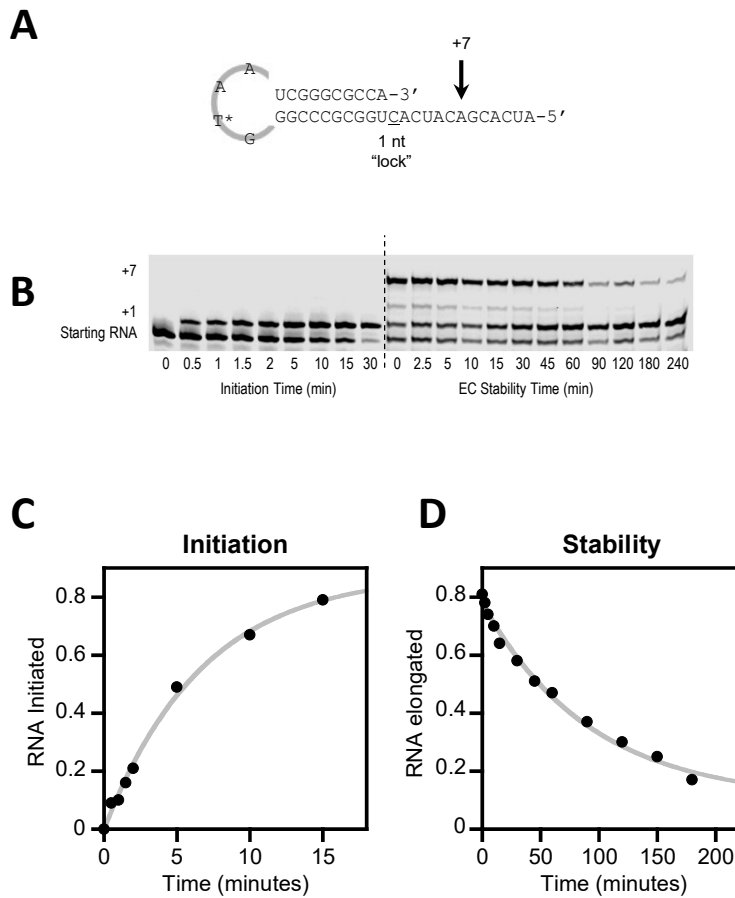 A
+7
A
A UCGGGCGCCA-3’
T* GGCCCGCGGUCACUACAGCACUA-5’
G
1 nt
“lock”
B
+7
+1
Starting RNA
0 0.5 1 1.5 2 5 10 15 30 0 2.5 5 10 15 30 45 60 90 120 180 240
Initiation Time (min) EC Stability Time (min)
C D
Initiation Stability
RNA Initiated
0.8
0.6
0.4
0.2
0
0 5 10 15
Time (minutes)
RNA elongated
0.8
0.6
0.4
0.2
0
0 50 100 150 200
Time (minutes)